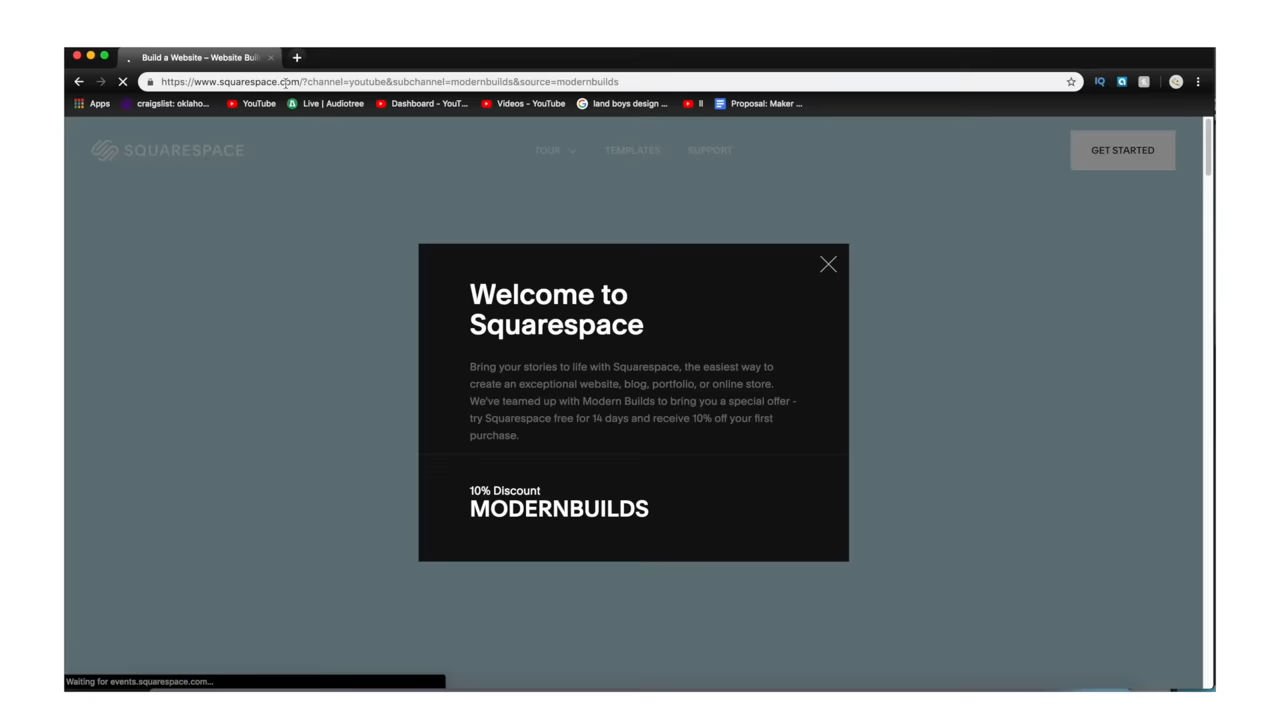 Build a Website – Website Buil
https://www.squarespace.com/?channel=youtube&subchannel=modernbuilds&source=modernbuilds
IQ
Apps craigslist: oklaho... YouTube Live | Audiotree Dashboard – YouT... Videos - YouTube land boys design ... II Proposal: Maker ...
SQUARESPACE TOUR TEMPLATES SUPPORT GET STARTED
Welcome to
Squarespace
Bring your stories to life with Squarespace, the easiest way to
create an exceptional website, blog, portfolio, or online store.
We've teamed up with Modern Builds to bring you a special offer -
try Squarespace free for 14 days and receive 10% off your first
purchase.
10% Discount
MODERNBUILDS
Waiting for events.squarespace.com...